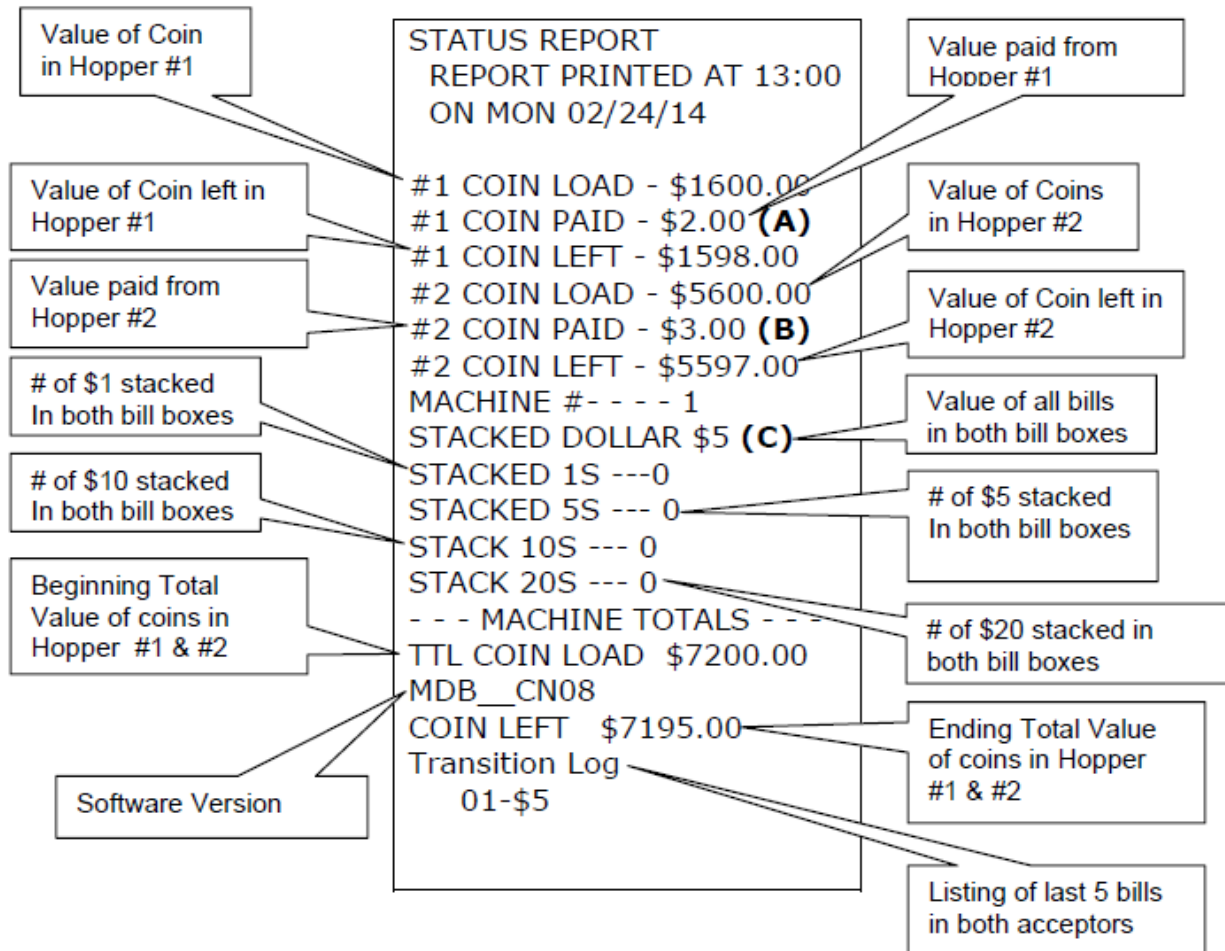 Value of Coin
in Hopper #1
Value of Coin left in
Hopper #1
Value paid from
Hopper #2
# of $1 stacked
In both bill boxes
# of $10 stacked
In both bill boxes
Beginning Total
Value of coins in
Hopper #1 & #2
Software Version
STATUS REPORT
REPORT PRINTED AT 13:00
ON MON 02/24/14
#1 COIN LOAD - $1600.00
#1 COIN PAID - $2.00 (A)
#1 COIN LEFT - $1598.00
#2 COIN LOAD - $5600.00
#2 COIN PAID - $3.00 (B)
#2 COIN LEFT - $5597.00
MACHINE #- - - - 1
STACKED DOLLAR $5 (C)
STACKED 1S ---0
STACKED 5S --- 0
STACK 10S --- 0
STACK 20S --- 0
- - - MACHINE TOTALS - - -
TTL COIN LOAD $7200.00
MDB__CN08
COIN LEFT $7195.00
Transition Log
01-$5
Value paid from
Hopper #1
Value of Coins
in Hopper #2
Value of Coin left in
Hopper #2
Value of all bills
in both bill boxes
# of $5 stacked
In both bill boxes
# of $20 stacked in
both bill boxes
Ending Total Value
of coins in Hopper
#1 & #2
Listing of last 5 bills
in both acceptors